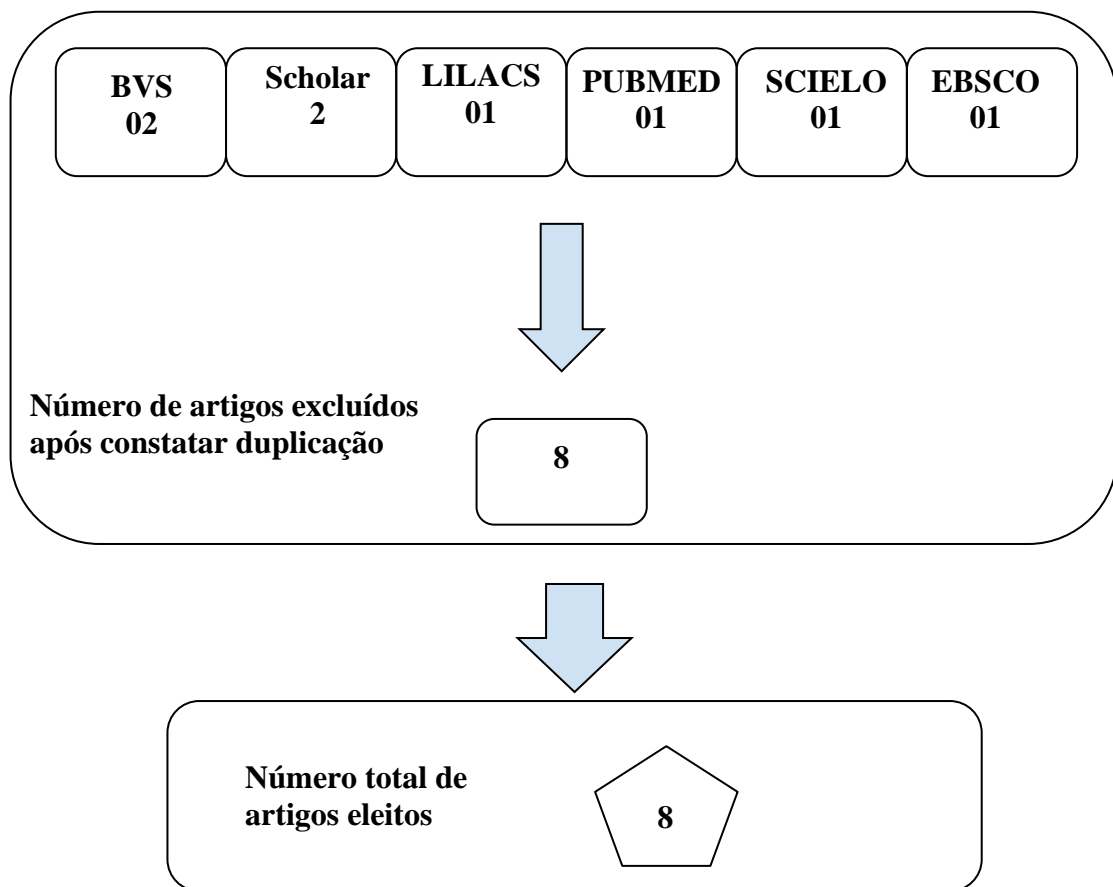 BVS
02
Scholar
2
LILACS
01
PUBMED
01
SCIELO
01
EBSCO
01
Número de artigos excluídos
após constatar duplicação
8
Número total de
artigos eleitos
8